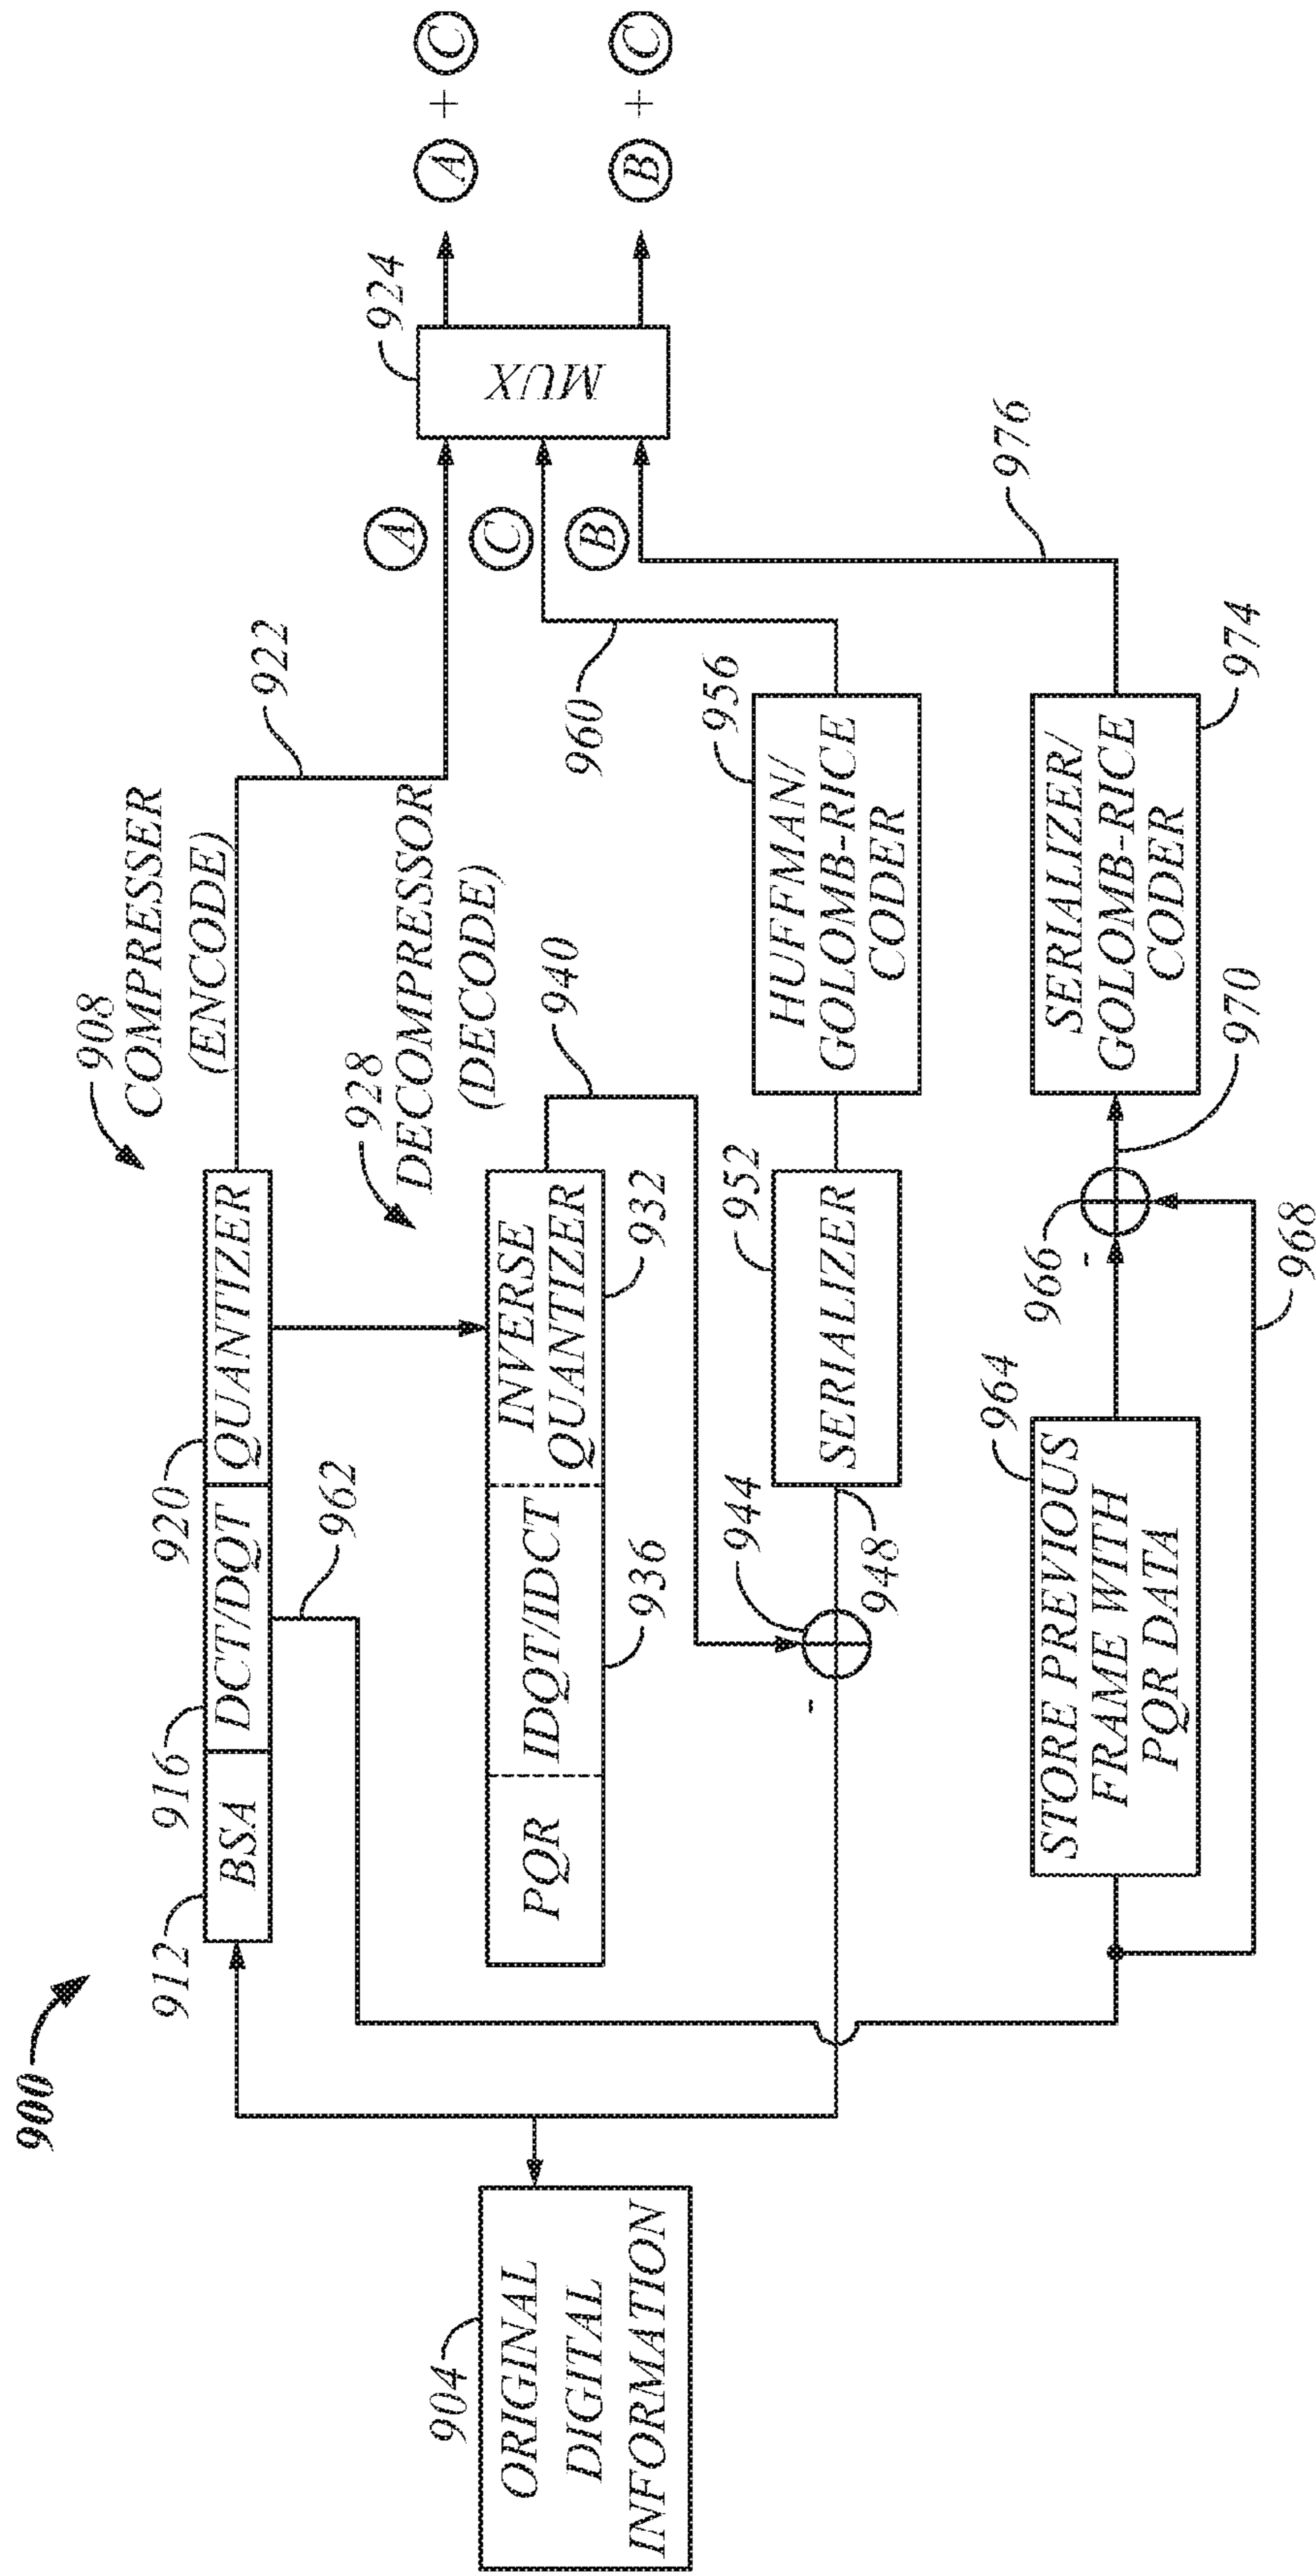 900
904
ORIGINAL
DIGITAL
INFORMATION
908
COMPRESSER
(ENCODE)
912
916
920
BSA
DCT/DQT
QUANTIZER
922
962
928
DECOMPRESSOR
(DECODE)
PQR
IDQT/IDCT
INVERSE
QUANTIZER
932
936
940
944
-
948
952
SERIALIZER
956
HUFFMAN/
GOLOMB-RICE
CODER
960
964
STORE PREVIOUS
FRAME WITH
PQR DATA
966
-
968
970
974
SERIALIZER/
GOLOMB-RICE
CODER
976
A
C
B
924
MUX
A + C
B + C